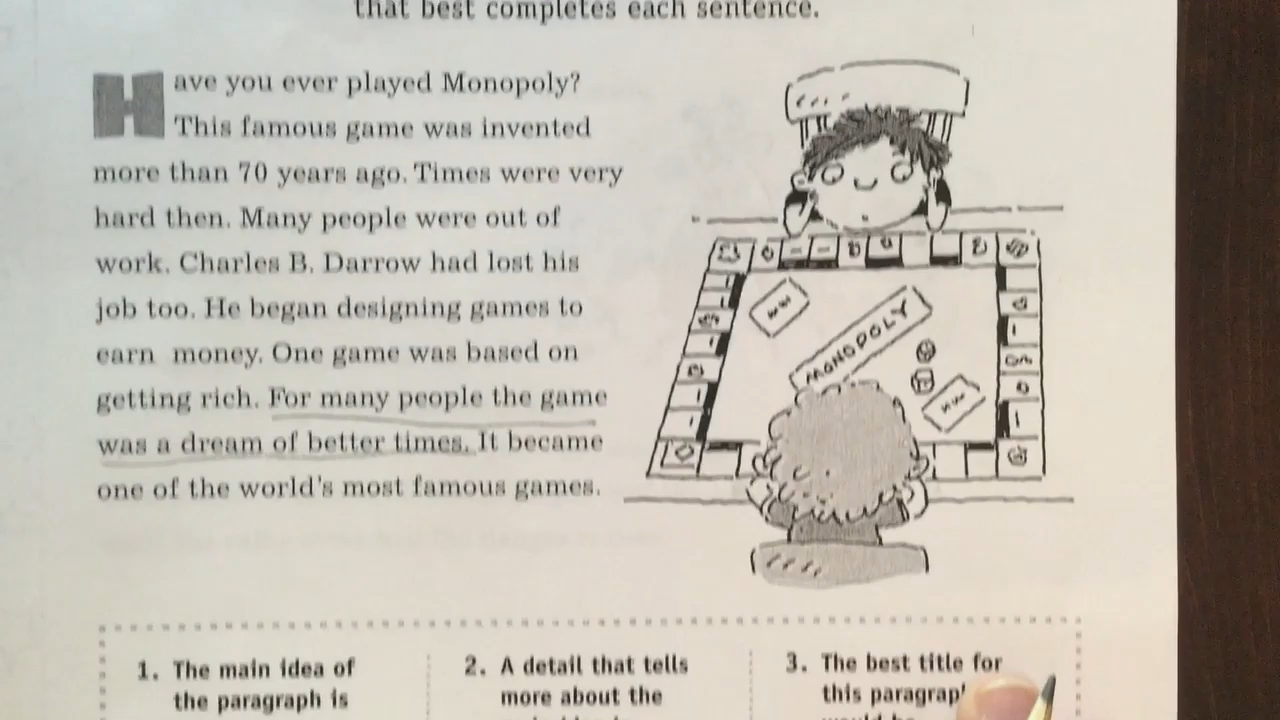 that best completes each sentence.
Have you ever played Monopoly?
This famous game was invented
more than 70 years ago. Times were very
hard then. Many people were out of
work. Charles B. Darrow had lost his
job too. He began designing games to
earn money. One game was based on
getting rich. For many people the game
was a dream of better times. It became
one of the world's most famous games.
MONOPOLY
1. The main idea of
the paragraph is
2. A detail that tells
more about the
3. The best title for
this paragraph
would be